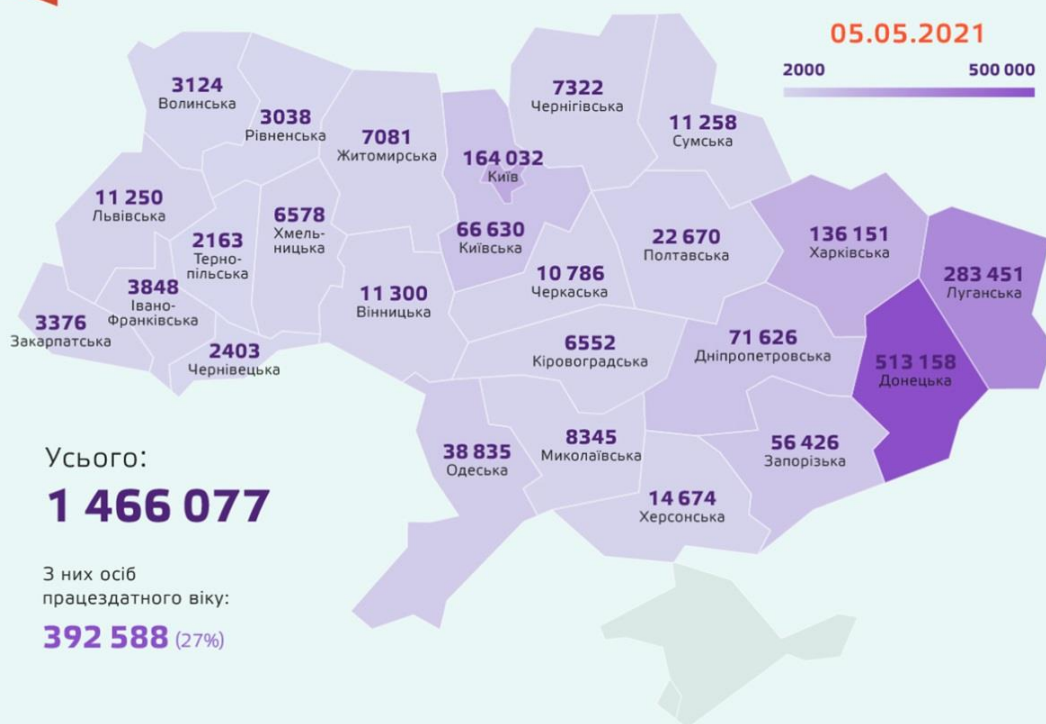 05.05.2021
2000 500 000
3124
Волинська
3038
Рівненська
7081
Житомирська
164 032
Київ
7322
Чернігівська
11 258
Сумська
11 250
Львівська
2163
Терно-
пільська
6578
Хмель-
ницька
66 630
Київська
22 670
Полтавська
136 151
Харківська
283 451
Луганська
3376
Закарпатська
3848
Івано-
Франківська
2403
Чернівецька
11 300
Вінницька
10 786
Черкаська
6552
Кіровоградська
71 626
Дніпропетровська
513 158
Донецька
38 835
Одеська
8345
Миколаївська
14 674
Херсонська
56 426
Запорізька
Усього:
1 466 077
З них осіб
працездатного віку:
392 588 (27%)